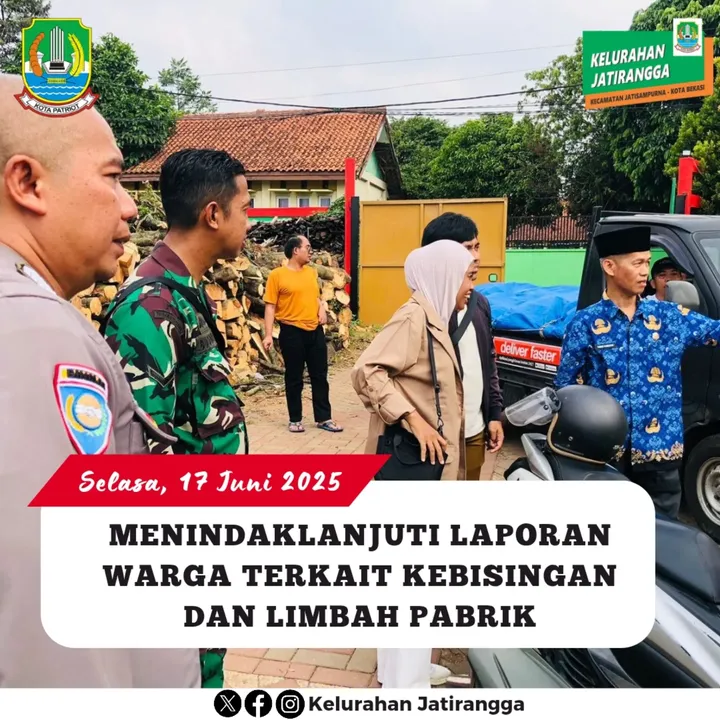 KOTA PATRIOT
KELURAHAN
JATIRANGGA
KECAMATAN JATISAMPURNA - KOTA BEKASI
deliver faster
Selasa, 17 Juni 2025
MENINDAKLANJUTI LAPORAN
WARGA TERKAIT KEBISINGAN
DAN LIMBAH PABRIK
Kelurahan Jatirangga